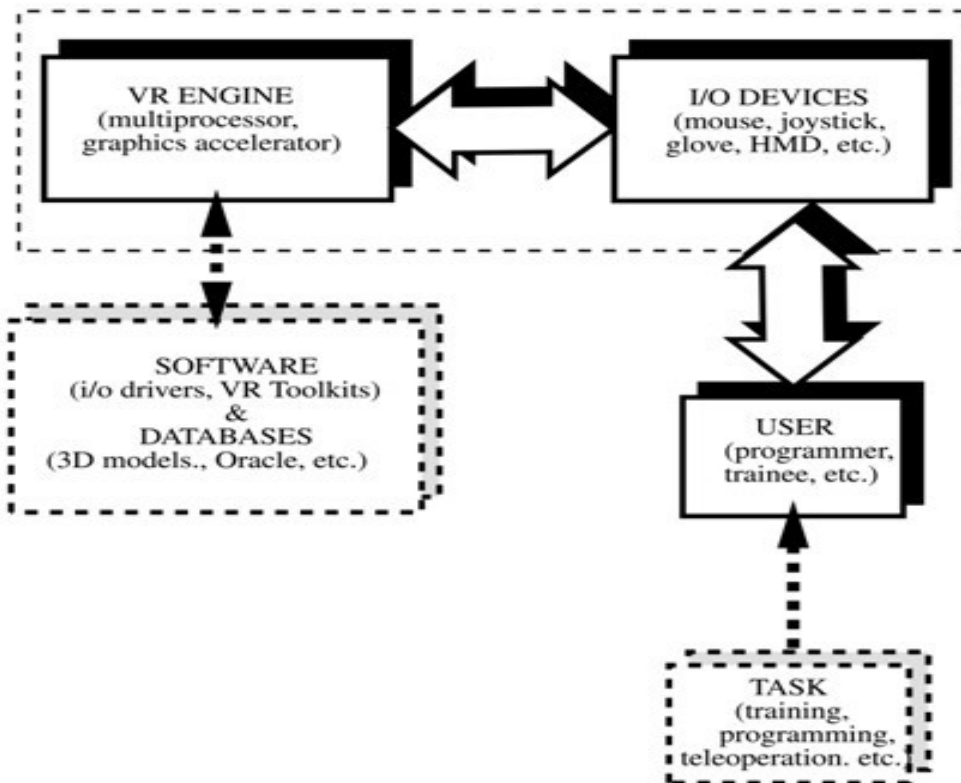 VR ENGINE
(multiprocessor,
graphics accelerator)
I/O DEVICES
(mouse, joystick,
glove, HMD, etc.)
SOFTWARE
(i/o drivers, VR Toolkits)
&
DATABASES
(3D models., Oracle, etc.)
USER
(programmer,
trainee, etc.)
TASK
(training,
programming,
teleoperation. etc.